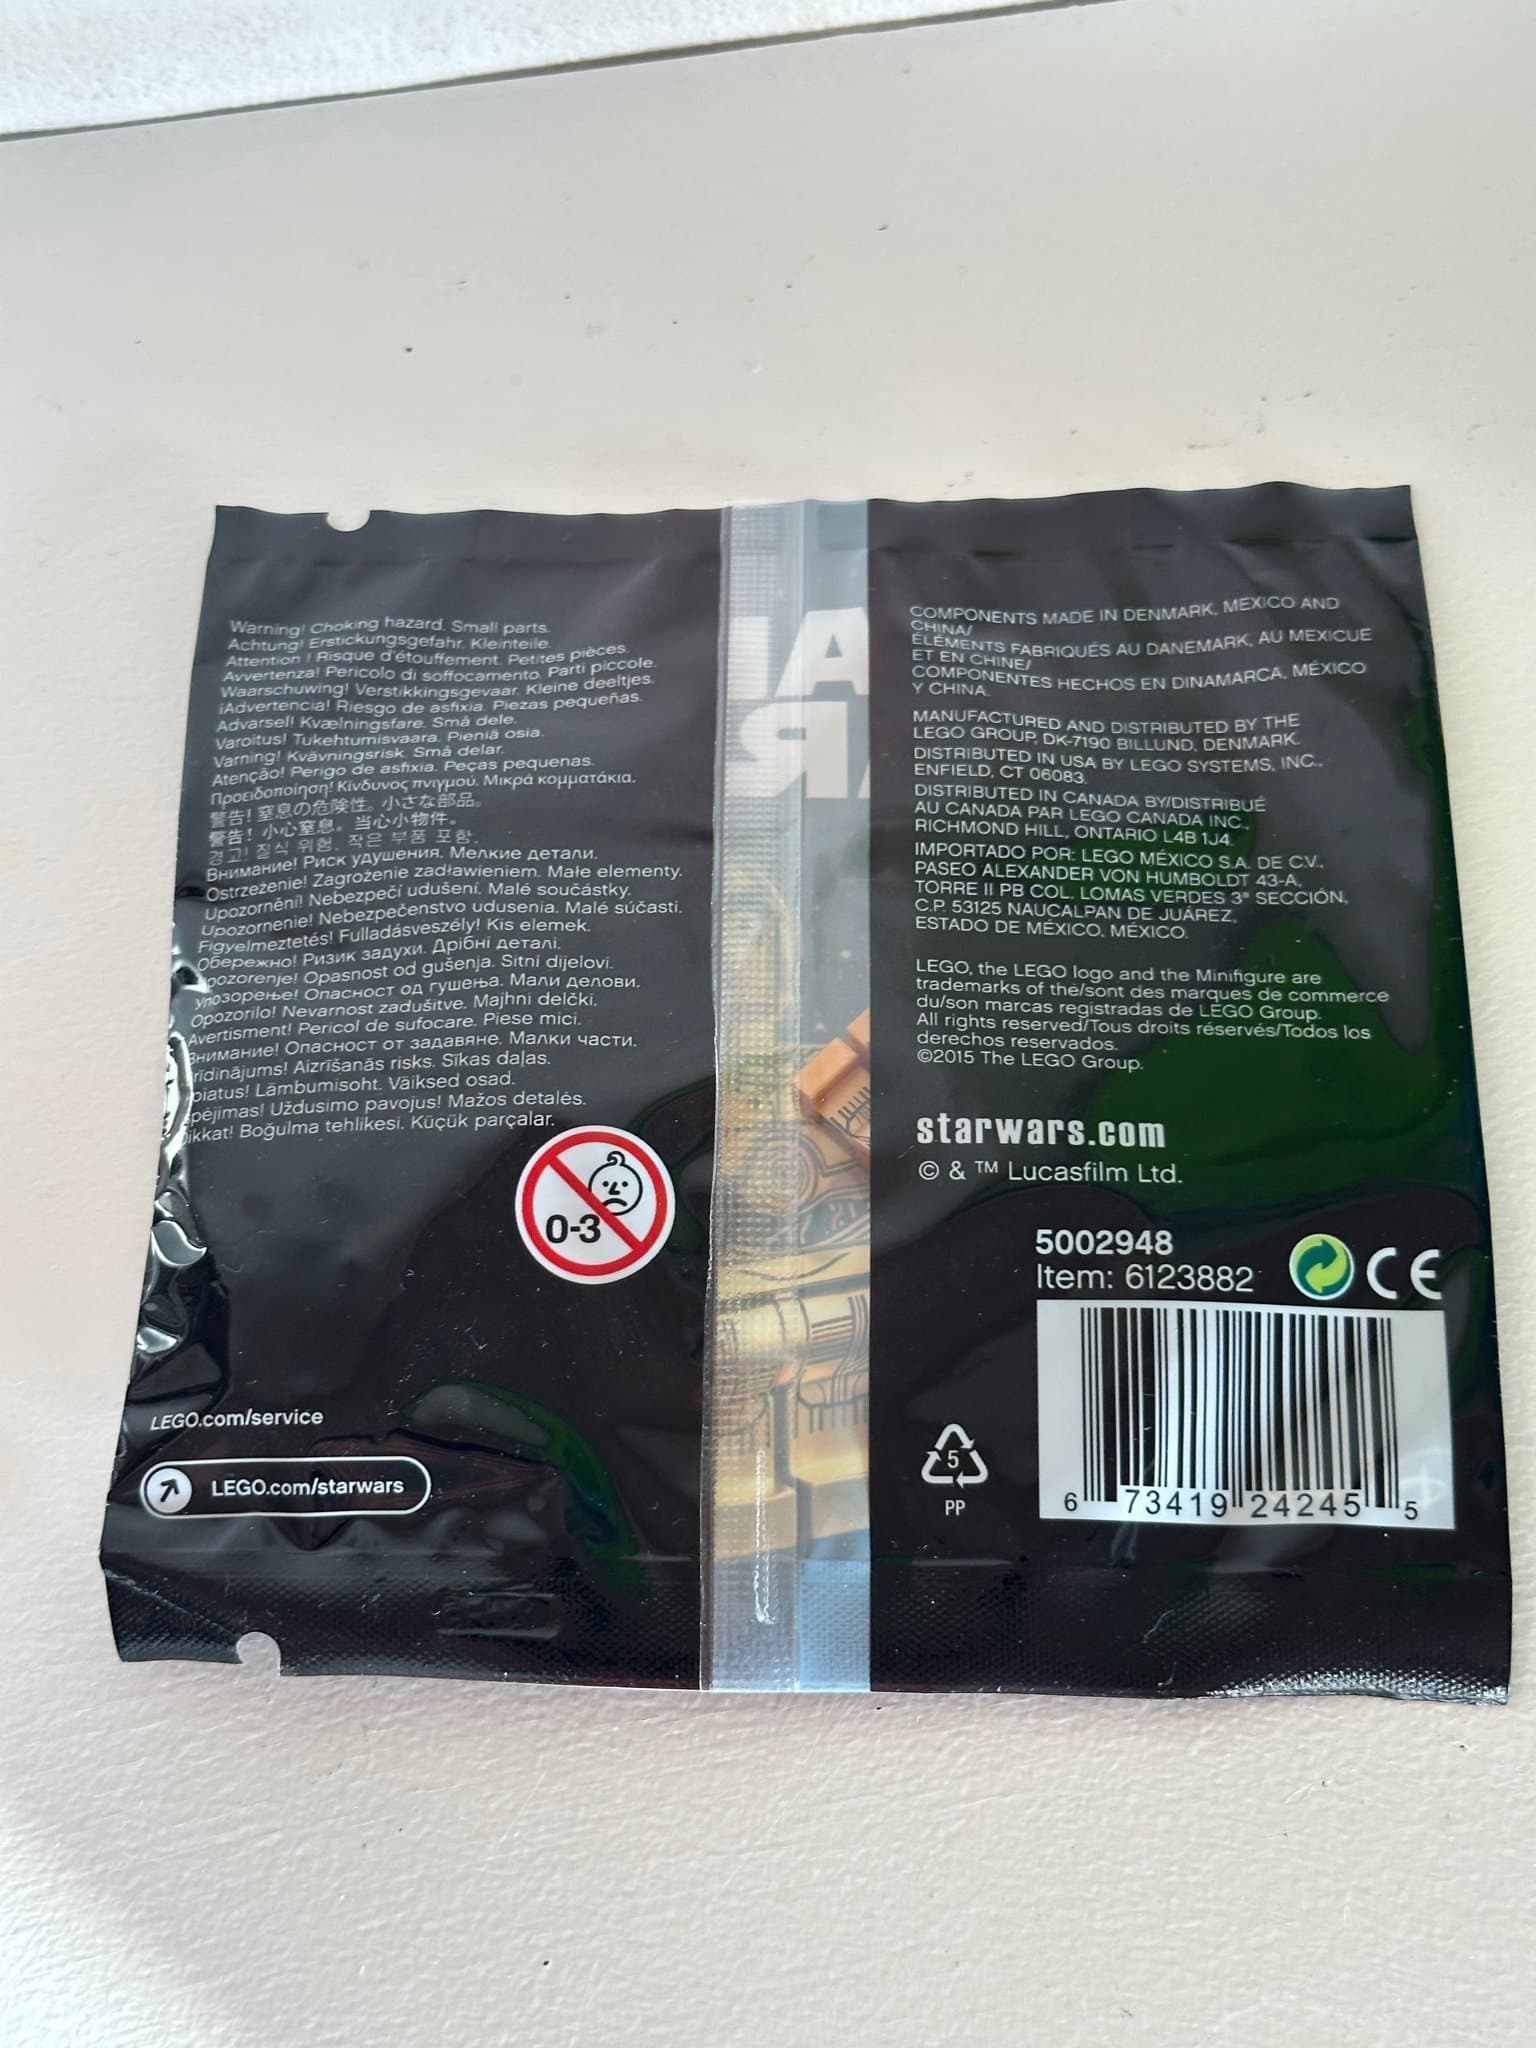 Warning! Choking hazard. Small parts.
Achtung! Erstickungsgefahr. Kleinteile.
Attention ! Risque d'étouffement. Petites pièces.
Avvertenza! Pericolo di soffocamento. Parti piccole.
Waarschuwing! Verstikkingsgevaar. Kleine deeltjes.
¡Advertencia! Riesgo de asfixia. Piezas pequeñas.
Advarsel! Kvælningsfare. Små dele.
Varoitus! Tukehtumisvaara. Pieniä osia.
Varning! Kvävningsrisk. Små delar.
Atenção! Perigo de asfixia. Peças pequenas.
Προειδοποίηση! Κίνδυνος πνιγμού. Μικρά κομματάκια.
警告! 窒息の危険性。小さな部品。
警告! 小心窒息。当心小物件。
경고! 질식 위험. 작은 부품 포함.
Внимание! Риск удушения. Мелкие детали.
Ostrzeżenie! Zagrożenie zadławieniem. Małe elementy.
Upozornění! Nebezpečí udušení. Malé součástky.
Upozornenie! Nebezpečenstvo udusenia. Malé súčasti.
Figyelmeztetés! Fulladásveszély! Kis elemek.
Обережно! Ризик задухи. Дрібні деталі.
pozorenje! Opasnost od gušenja. Sitni dijelovi.
Упозорење! Опасност од гушења. Мали делови.
Opozorilo! Nevarnost zadušitve. Majhni delčki.
Avertisment! Pericol de sufocare. Piese mici.
Внимание! Опасност от задавяне. Малки части.
rīdinājums! Aizrīšanās risks. Sīkas daļas.
oiatus! Lämbumisoht. Väiksed osad.
spėjimas! Uždusimo pavojus! Mažos detalės.
Dikkat! Boğulma tehlikesi. Küçük parçalar.
0-3
LEGO.com/service
LEGO.com/starwars
COMPONENTS MADE IN DENMARK, MEXICO AND
CHINA/
ÉLÉMENTS FABRIQUÉS AU DANEMARK, AU MEXICUE
ET EN CHINE/
COMPONENTES HECHOS EN DINAMARCA, MÉXICO
Y CHINA.
MANUFACTURED AND DISTRIBUTED BY THE
LEGO GROUP, DK-7190 BILLUND, DENMARK.
DISTRIBUTED IN USA BY LEGO SYSTEMS, INC.,
ENFIELD, CT 06083.
DISTRIBUTED IN CANADA BY/DISTRIBUÉ
AU CANADA PAR LEGO CANADA INC.,
RICHMOND HILL, ONTARIO L4B 1J4.
IMPORTADO POR: LEGO MÉXICO S.A. DE C.V.,
PASEO ALEXANDER VON HUMBOLDT 43-A,
TORRE II PB COL. LOMAS VERDES 3ª SECCIÓN,
C.P. 53125 NAUCALPAN DE JUÁREZ,
ESTADO DE MÉXICO, MÉXICO.
LEGO, the LEGO logo and the Minifigure are
trademarks of the/sont des marques de commerce
du/son marcas registradas de LEGO Group.
All rights reserved/Tous droits réservés/Todos los
derechos reservados.
©2015 The LEGO Group.
starwars.com
© & ™ Lucasfilm Ltd.
5002948
Item: 6123882
CE
5
PP
6 73419 24245 5